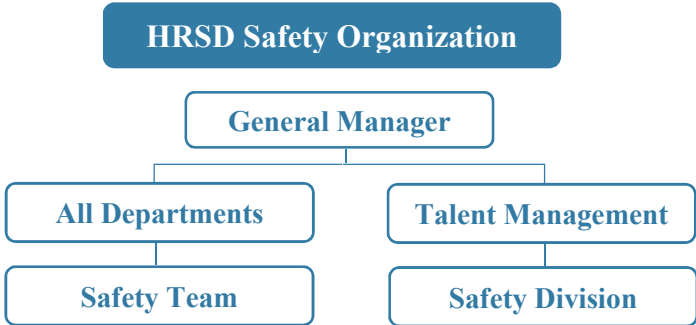 HRSD Safety Organization
General Manager
All Departments
Talent Management
Safety Team
Safety Division